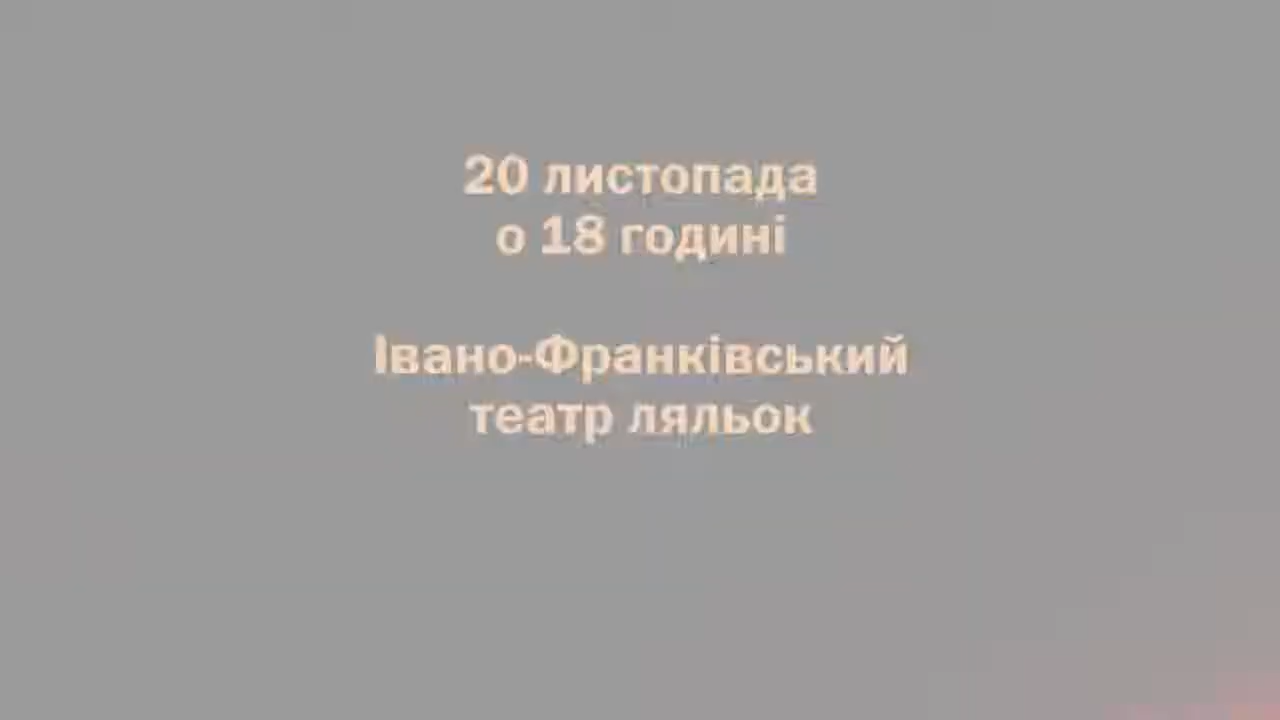 20 листопада
о 18 годині
Івано-Франківський
театр ляльок